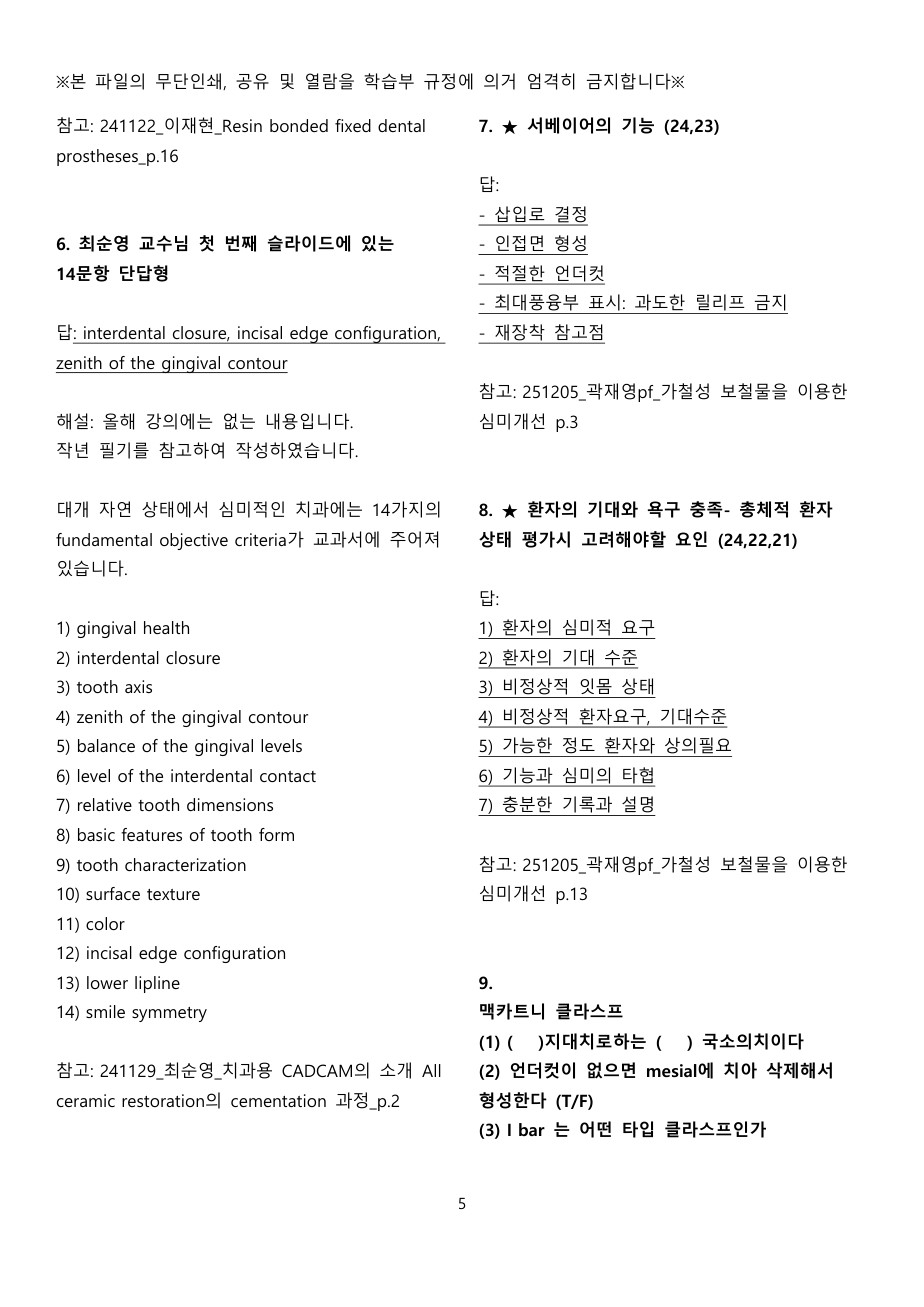 ※본 파일의 무단인쇄, 공유 및 열람을 학습부 규정에 의거 엄격히 금지합니다※
참고: 241122_이재현_Resin bonded fixed dental
prostheses_p.16
6. 최순영 교수님 첫 번째 슬라이드에 있는
14문항 단답형
답: interdental closure, incisal edge configuration,
zenith of the gingival contour
해설: 올해 강의에는 없는 내용입니다.
작년 필기를 참고하여 작성하였습니다.
대개 자연 상태에서 심미적인 치과에는 14가지의
fundamental objective criteria가 교과서에 주어져
있습니다.
1) gingival health
2) interdental closure
3) tooth axis
4) zenith of the gingival contour
5) balance of the gingival levels
6) level of the interdental contact
7) relative tooth dimensions
8) basic features of tooth form
9) tooth characterization
10) surface texture
11) color
12) incisal edge configuration
13) lower lipline
14) smile symmetry
참고: 241129_최순영_치과용 CADCAM의 소개 All
ceramic restoration의 cementation 과정_p.2
7. ★ 서베이어의 기능 (24,23)
답:
- 삽입로 결정
- 인접면 형성
- 적절한 언더컷
- 최대풍융부 표시: 과도한 릴리프 금지
- 재장착 참고점
참고: 251205_곽재영pf_가철성 보철물을 이용한
심미개선 p.3
8. ★ 환자의 기대와 욕구 충족- 총체적 환자
상태 평가시 고려해야할 요인 (24,22,21)
답:
1) 환자의 심미적 요구
2) 환자의 기대 수준
3) 비정상적 잇몸 상태
4) 비정상적 환자요구, 기대수준
5) 가능한 정도 환자와 상의필요
6) 기능과 심미의 타협
7) 충분한 기록과 설명
참고: 251205_곽재영pf_가철성 보철물을 이용한
심미개선 p.13
9.
맥카트니 클라스프
(1) (    )지대치로하는 (    ) 국소의치이다
(2) 언더컷이 없으면 mesial에 치아 삭제해서
형성한다 (T/F)
(3) I bar 는 어떤 타입 클라스프인가
5